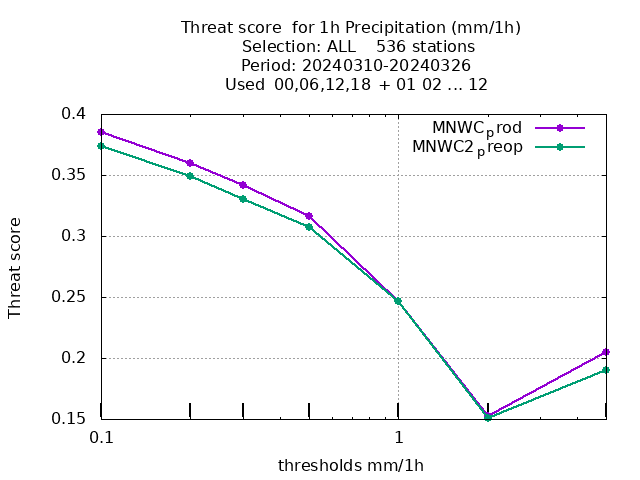 Threat score  for 1h Precipitation (mm/1h)
Selection: ALL    536 stations
Period: 20240310-20240326
Used  00,06,12,18  + 01 02 ... 12
MNWCprod
MNWC2preop
0.4
0.35
0.3
0.25
0.2
0.15
Threat score
0.1
1
thresholds mm/1h